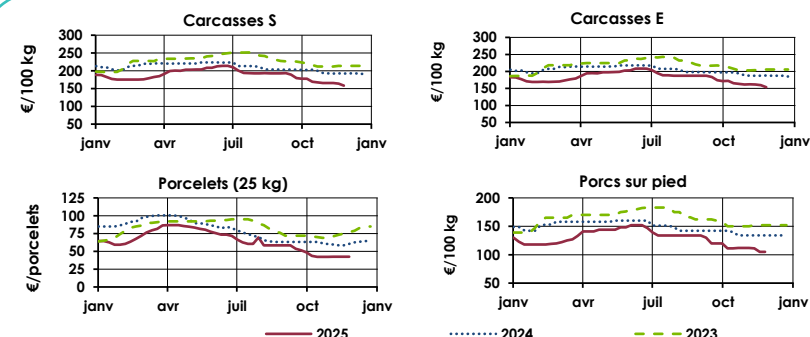 Carcasses S
€/100 kg
300
250
200
150
100
50
janv avr juil oct janv
Carcasses E
€/100 kg
300
250
200
150
100
50
janv avr juil oct janv
Porcelets (25 kg)
€/porcelets
125
100
75
50
25
0
janv avr juil oct janv
Porcs sur pied
€/100 kg
200
150
100
50
janv avr juil oct janv
2025 2024 2023